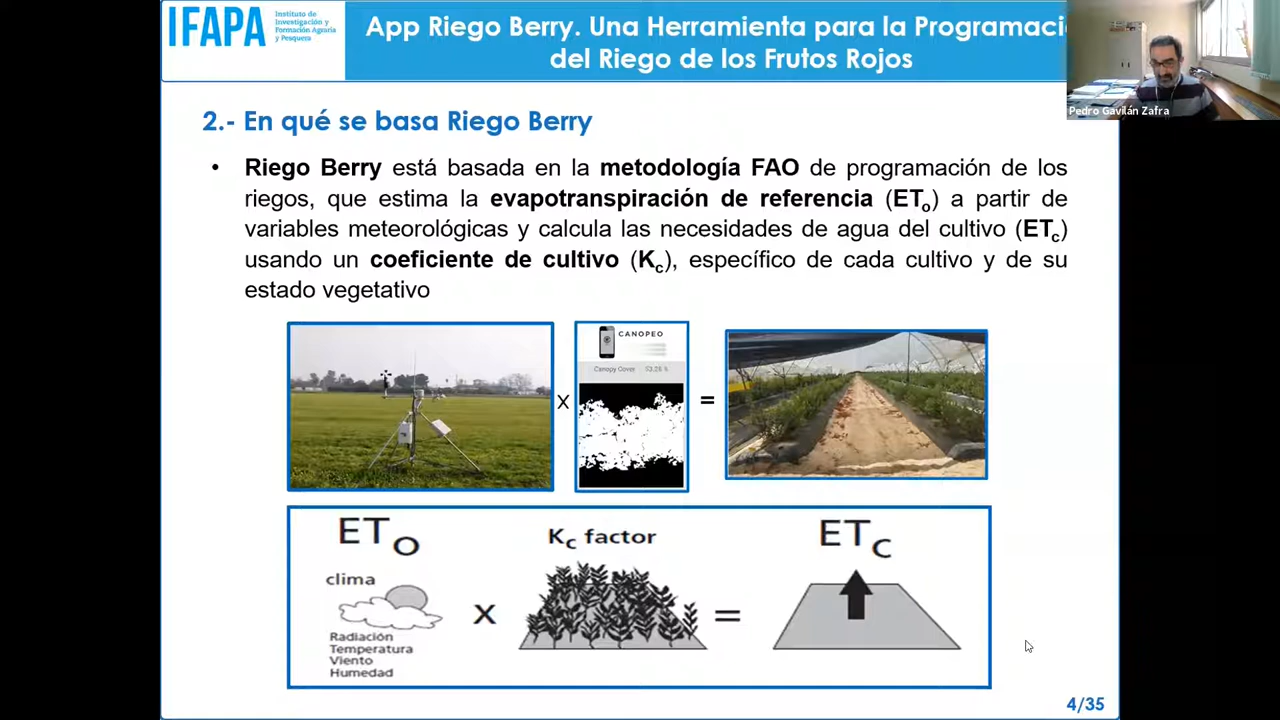 IFAPA
Instituto de
Investigación y
Formación Agraria
y Pesquera
App Riego Berry. Una Herramienta para la Programaci
del Riego de los Frutos Rojos
Pedro Gavilán Zafra
2.- En qué se basa Riego Berry
• Riego Berry está basada en la metodología FAO de programación de los
riegos, que estima la evapotranspiración de referencia (ETo) a partir de
variables meteorológicas y calcula las necesidades de agua del cultivo (ETc)
usando un coeficiente de cultivo (Kc), específico de cada cultivo y de su
estado vegetativo
CANOPEO
Canopy Cover 53.25 %
X
=
ETO
Kc factor
ETC
clima
x
=
Radiación
Temperatura
Viento
Humedad
4/35